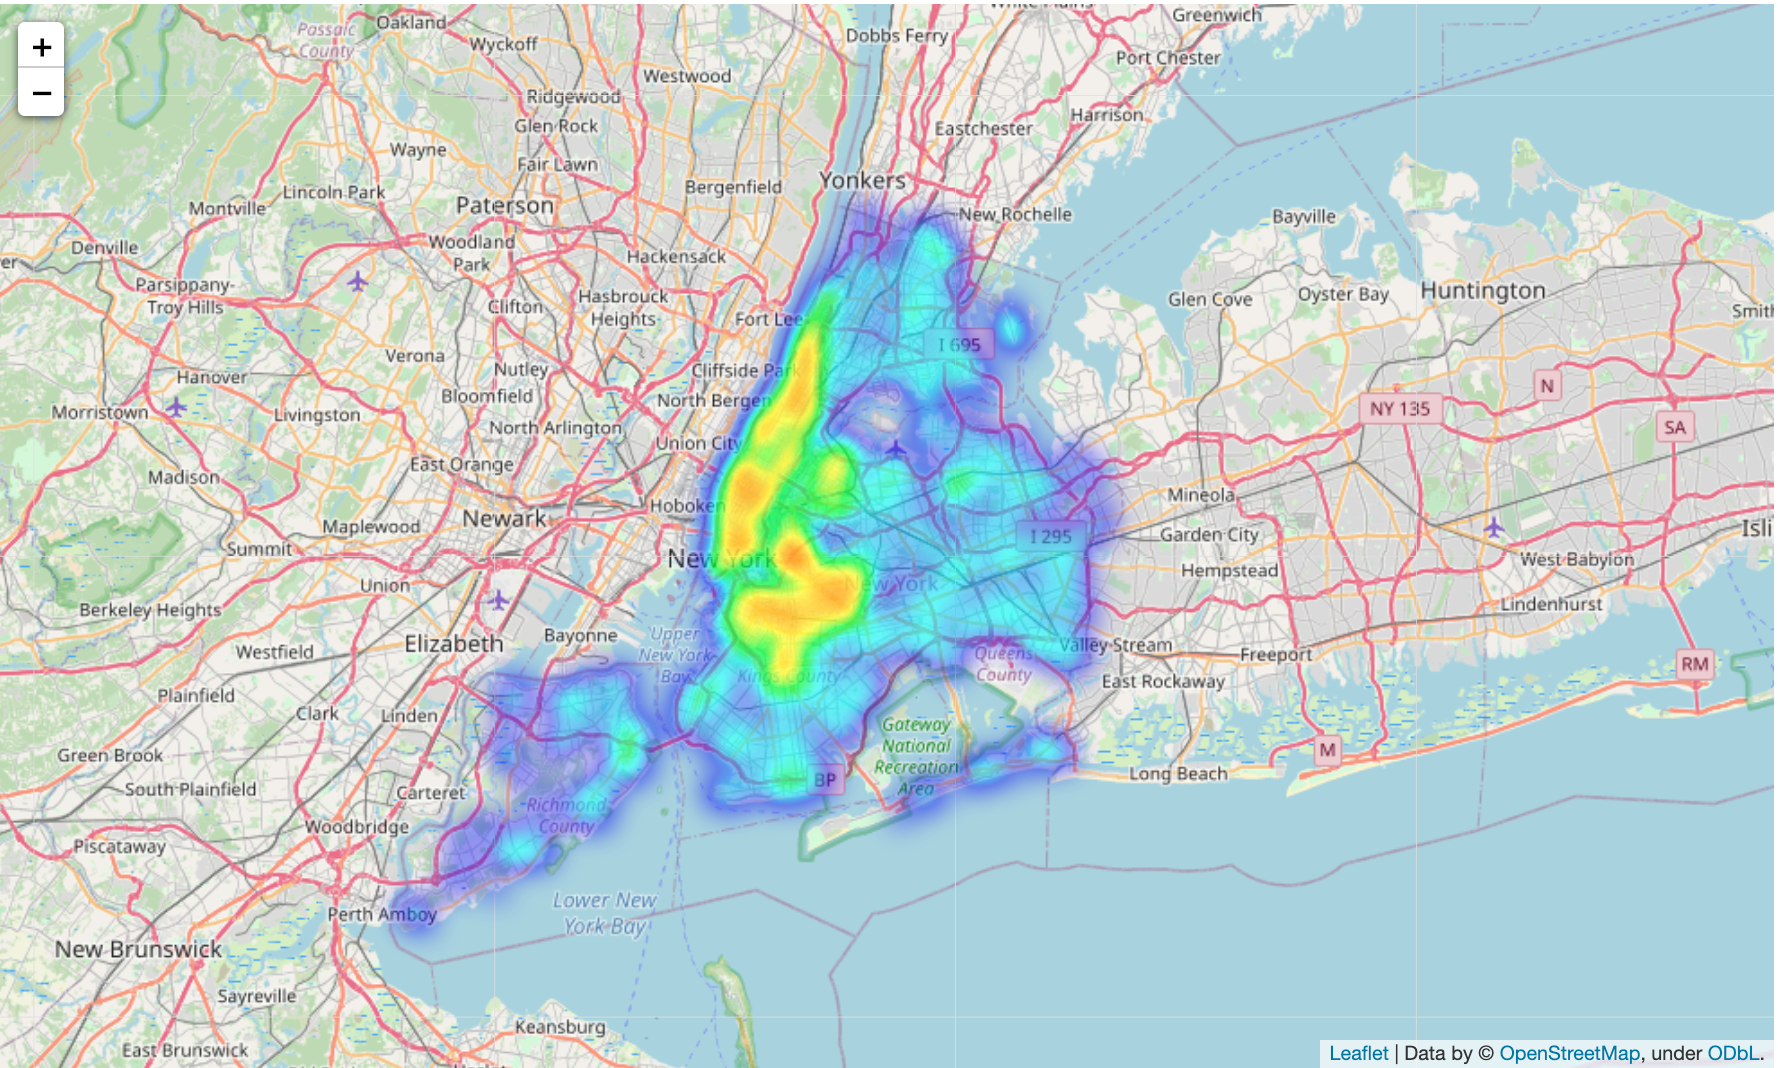 +
−
Passaic
County
Oakland
Wyckoff
Dobbs Ferry
Greenwich
Port Chester
Westwood
Ridgewood
Glen Rock
Eastchester
Harrison
Wayne
Fair Lawn
Lincoln Park
Bergenfield
Yonkers
Montville
Paterson
New Rochelle
Bayville
Denville
Woodland
Park
Hackensack
Parsippany-
Troy Hills
Clifton
Hasbrouck
Heights
Fort Lee
Glen Cove
Oyster Bay
Huntington
I 695
Verona
Nutley
Cliffside Park
Hanover
Bloomfield
North Bergen
N
NY 135
SA
Morristown
Livingston
North Arlington
Union City
East Orange
Madison
Hoboken
Mineola
Newark
Maplewood
Garden City
I 295
Summit
New York
West Babylon
Union
New York
Hempstead
Berkeley Heights
Lindenhurst
Elizabeth
Bayonne
Upper
New York
Bay
Westfield
Valley Stream
Freeport
Queens
County
Kings County
East Rockaway
RM
Plainfield
Clark
Linden
Gateway
National
Recreation
Area
Green Brook
M
Long Beach
BP
South Plainfield
Carteret
Richmond
County
Woodbridge
Piscataway
Perth Amboy
Lower New
York Bay
New Brunswick
Sayreville
Keansburg
East Brunswick
Leaflet | Data by © OpenStreetMap, under ODbL.